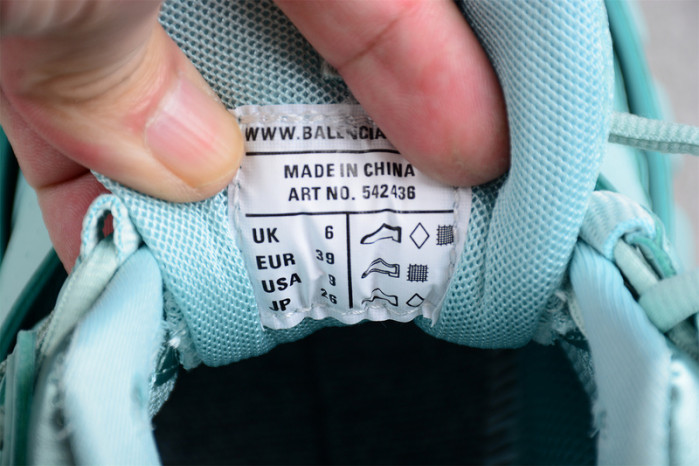 WWW.BALENCIA
MADE IN CHINA
ART NO. 542436
UK 6
EUR 39
USA 9
JP 26